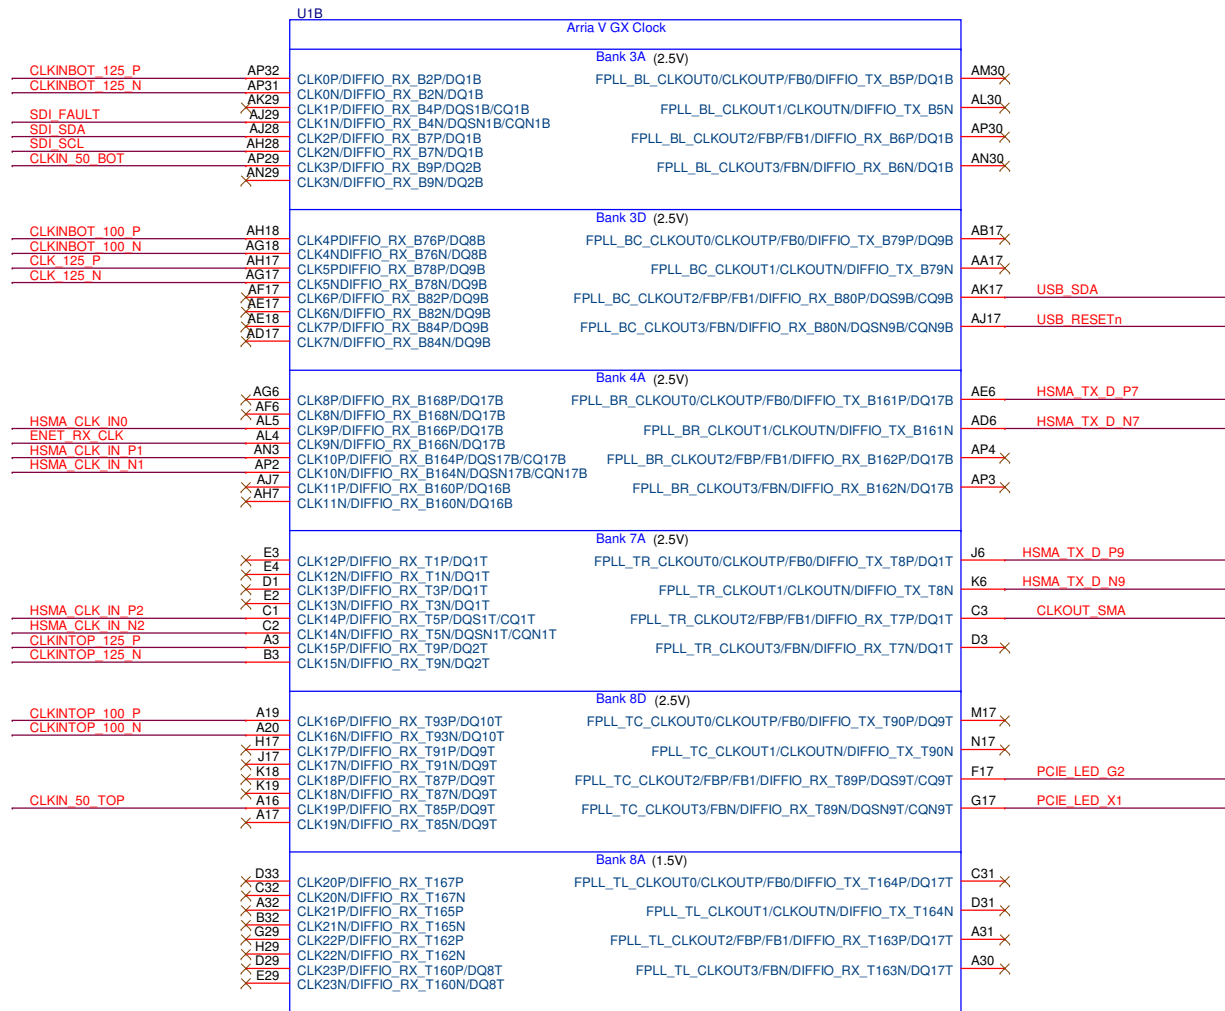 U1B
Arria V GX Clock
Bank 3A (2.5V)
CLKINBOT_125_P AP32 CLK0P/DIFFIO_RX_B2P/DQ1B FPLL_BL_CLKOUT0/CLKOUTP/FB0/DIFFIO_TX_B5P/DQ1B AM30
CLKINBOT_125_N AP31 CLK0N/DIFFIO_RX_B2N/DQ1B
AK29 CLK1P/DIFFIO_RX_B4P/DQS1B/CQ1B FPLL_BL_CLKOUT1/CLKOUTN/DIFFIO_TX_B5N AL30
SDI_FAULT AJ29 CLK1N/DIFFIO_RX_B4N/DQSN1B/CQN1B
SDI_SDA AJ28 CLK2P/DIFFIO_RX_B7P/DQ1B FPLL_BL_CLKOUT2/FBP/FB1/DIFFIO_RX_B6P/DQ1B AP30
SDI_SCL AH28 CLK2N/DIFFIO_RX_B7N/DQ1B
CLKIN_50_BOT AP29 CLK3P/DIFFIO_RX_B9P/DQ2B FPLL_BL_CLKOUT3/FBN/DIFFIO_RX_B6N/DQ1B AN30
AN29 CLK3N/DIFFIO_RX_B9N/DQ2B
Bank 3D (2.5V)
CLKINBOT_100_P AH18 CLK4PDIFFIO_RX_B76P/DQ8B FPLL_BC_CLKOUT0/CLKOUTP/FB0/DIFFIO_TX_B79P/DQ9B AB17
CLKINBOT_100_N AG18 CLK4NDIFFIO_RX_B76N/DQ8B
CLK_125_P AH17 CLK5PDIFFIO_RX_B78P/DQ9B FPLL_BC_CLKOUT1/CLKOUTN/DIFFIO_TX_B79N AA17
CLK_125_N AG17 CLK5NDIFFIO_RX_B78N/DQ9B
AF17 CLK6P/DIFFIO_RX_B82P/DQ9B FPLL_BC_CLKOUT2/FBP/FB1/DIFFIO_RX_B80P/DQS9B/CQ9B AK17 USB_SDA
AE17 CLK6N/DIFFIO_RX_B82N/DQ9B
AE18 CLK7P/DIFFIO_RX_B84P/DQ9B FPLL_BC_CLKOUT3/FBN/DIFFIO_RX_B80N/DQSN9B/CQN9B AJ17 USB_RESETn
AD17 CLK7N/DIFFIO_RX_B84N/DQ9B
Bank 4A (2.5V)
AG6 CLK8P/DIFFIO_RX_B168P/DQ17B FPLL_BR_CLKOUT0/CLKOUTP/FB0/DIFFIO_TX_B161P/DQ17B AE6 HSMA_TX_D_P7
AF6 CLK8N/DIFFIO_RX_B168N/DQ17B
HSMA_CLK_IN0 AL5 CLK9P/DIFFIO_RX_B166P/DQ17B FPLL_BR_CLKOUT1/CLKOUTN/DIFFIO_TX_B161N AD6 HSMA_TX_D_N7
ENET_RX_CLK AL4 CLK9N/DIFFIO_RX_B166N/DQ17B
HSMA_CLK_IN_P1 AN3 CLK10P/DIFFIO_RX_B164P/DQS17B/CQ17B FPLL_BR_CLKOUT2/FBP/FB1/DIFFIO_RX_B162P/DQ17B AP4
HSMA_CLK_IN_N1 AP2 CLK10N/DIFFIO_RX_B164N/DQSN17B/CQN17B
AJ7 CLK11P/DIFFIO_RX_B160P/DQ16B FPLL_BR_CLKOUT3/FBN/DIFFIO_RX_B162N/DQ17B AP3
AH7 CLK11N/DIFFIO_RX_B160N/DQ16B
Bank 7A (2.5V)
E3 CLK12P/DIFFIO_RX_T1P/DQ1T FPLL_TR_CLKOUT0/CLKOUTP/FB0/DIFFIO_TX_T8P/DQ1T J6 HSMA_TX_D_P9
E4 CLK12N/DIFFIO_RX_T1N/DQ1T
D1 CLK13P/DIFFIO_RX_T3P/DQ1T FPLL_TR_CLKOUT1/CLKOUTN/DIFFIO_TX_T8N K6 HSMA_TX_D_N9
E2 CLK13N/DIFFIO_RX_T3N/DQ1T
HSMA_CLK_IN_P2 C1 CLK14P/DIFFIO_RX_T5P/DQS1T/CQ1T FPLL_TR_CLKOUT2/FBP/FB1/DIFFIO_RX_T7P/DQ1T C3 CLKOUT_SMA
HSMA_CLK_IN_N2 C2 CLK14N/DIFFIO_RX_T5N/DQSN1T/CQN1T
CLKINTOP_125_P A3 CLK15P/DIFFIO_RX_T9P/DQ2T FPLL_TR_CLKOUT3/FBN/DIFFIO_RX_T7N/DQ1T D3
CLKINTOP_125_N B3 CLK15N/DIFFIO_RX_T9N/DQ2T
Bank 8D (2.5V)
CLKINTOP_100_P A19 CLK16P/DIFFIO_RX_T93P/DQ10T FPLL_TC_CLKOUT0/CLKOUTP/FB0/DIFFIO_TX_T90P/DQ9T M17
CLKINTOP_100_N A20 CLK16N/DIFFIO_RX_T93N/DQ10T
H17 CLK17P/DIFFIO_RX_T91P/DQ9T FPLL_TC_CLKOUT1/CLKOUTN/DIFFIO_TX_T90N N17
J17 CLK17N/DIFFIO_RX_T91N/DQ9T
K18 CLK18P/DIFFIO_RX_T87P/DQ9T FPLL_TC_CLKOUT2/FBP/FB1/DIFFIO_RX_T89P/DQS9T/CQ9T F17 PCIE_LED_G2
K19 CLK18N/DIFFIO_RX_T87N/DQ9T
CLKIN_50_TOP A16 CLK19P/DIFFIO_RX_T85P/DQ9T FPLL_TC_CLKOUT3/FBN/DIFFIO_RX_T89N/DQSN9T/CQN9T G17 PCIE_LED_X1
A17 CLK19N/DIFFIO_RX_T85N/DQ9T
Bank 8A (1.5V)
D33 CLK20P/DIFFIO_RX_T167P FPLL_TL_CLKOUT0/CLKOUTP/FB0/DIFFIO_TX_T164P/DQ17T C31
C32 CLK20N/DIFFIO_RX_T167N
A32 CLK21P/DIFFIO_RX_T165P FPLL_TL_CLKOUT1/CLKOUTN/DIFFIO_TX_T164N D31
B32 CLK21N/DIFFIO_RX_T165N
G29 CLK22P/DIFFIO_RX_T162P FPLL_TL_CLKOUT2/FBP/FB1/DIFFIO_RX_T163P/DQ17T A31
H29 CLK22N/DIFFIO_RX_T162N
D29 CLK23P/DIFFIO_RX_T160P/DQ8T FPLL_TL_CLKOUT3/FBN/DIFFIO_RX_T163N/DQ17T A30
E29 CLK23N/DIFFIO_RX_T160N/DQ8T